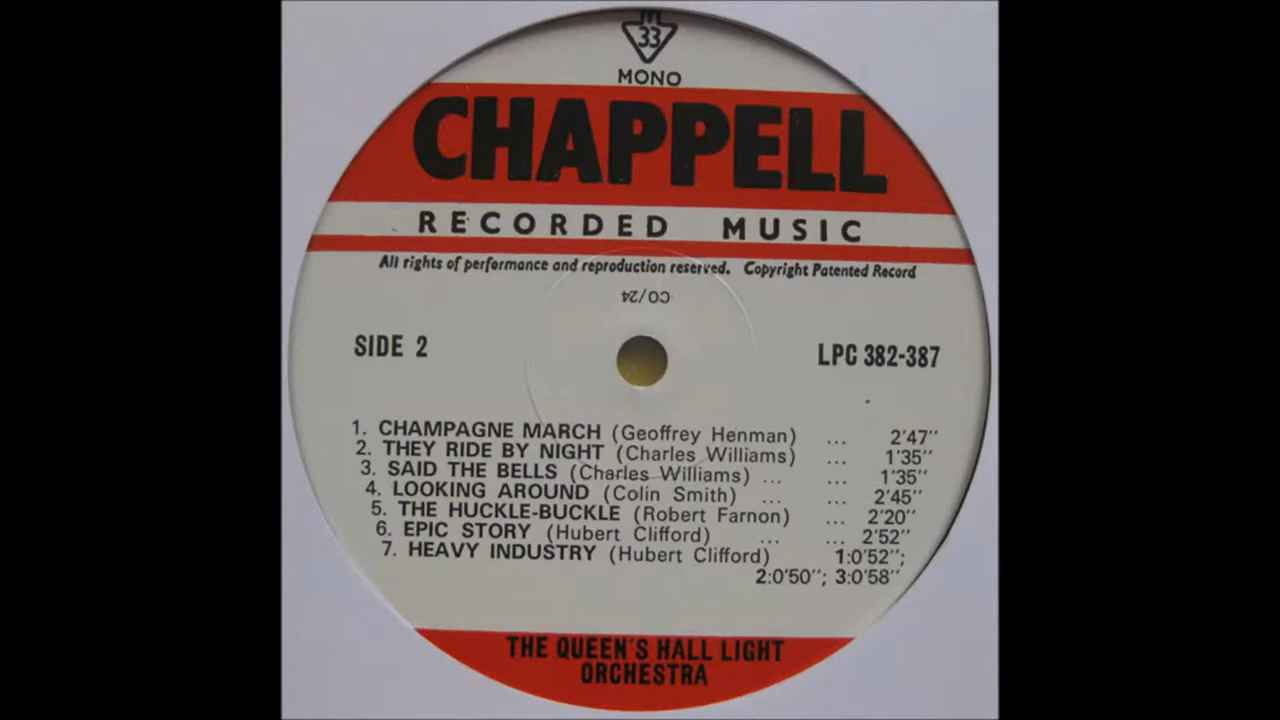 33
MONO
CHAPPELL
RECORDED MUSIC
All rights of performance and reproduction reserved. Copyright Patented Record
CO/24
SIDE 2
LPC 382-387
1. CHAMPAGNE MARCH (Geoffrey Henman) ... 2'47"
2. THEY RIDE BY NIGHT (Charles Williams) ... 1'35"
3. SAID THE BELLS (Charles Williams) ... 1'35"
4. LOOKING AROUND (Colin Smith) ... ... 2'45"
5. THE HUCKLE-BUCKLE (Robert Farnon) ... 2'20"
6. EPIC STORY (Hubert Clifford) ... ... 2'52"
7. HEAVY INDUSTRY (Hubert Clifford) 1:0'52";
2:0'50"; 3:0'58"
THE QUEEN'S HALL LIGHT
ORCHESTRA